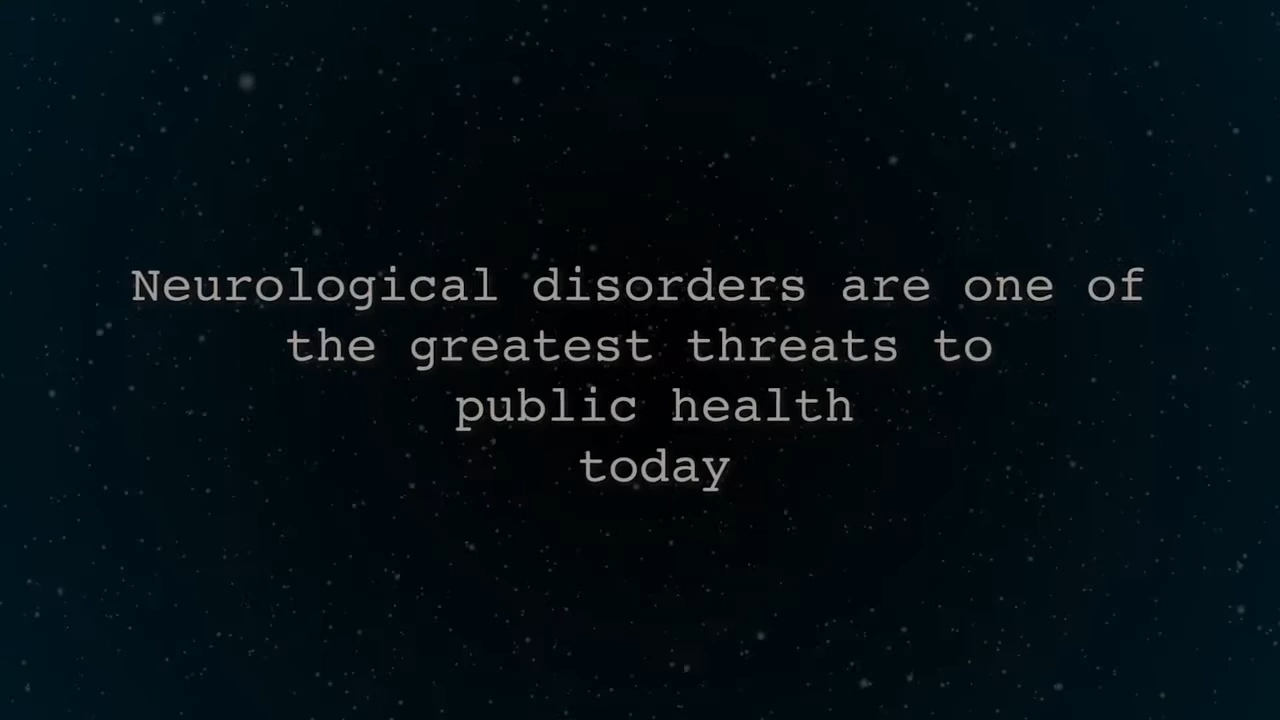 Neurological disorders are one of
the greatest threats to
public health
today